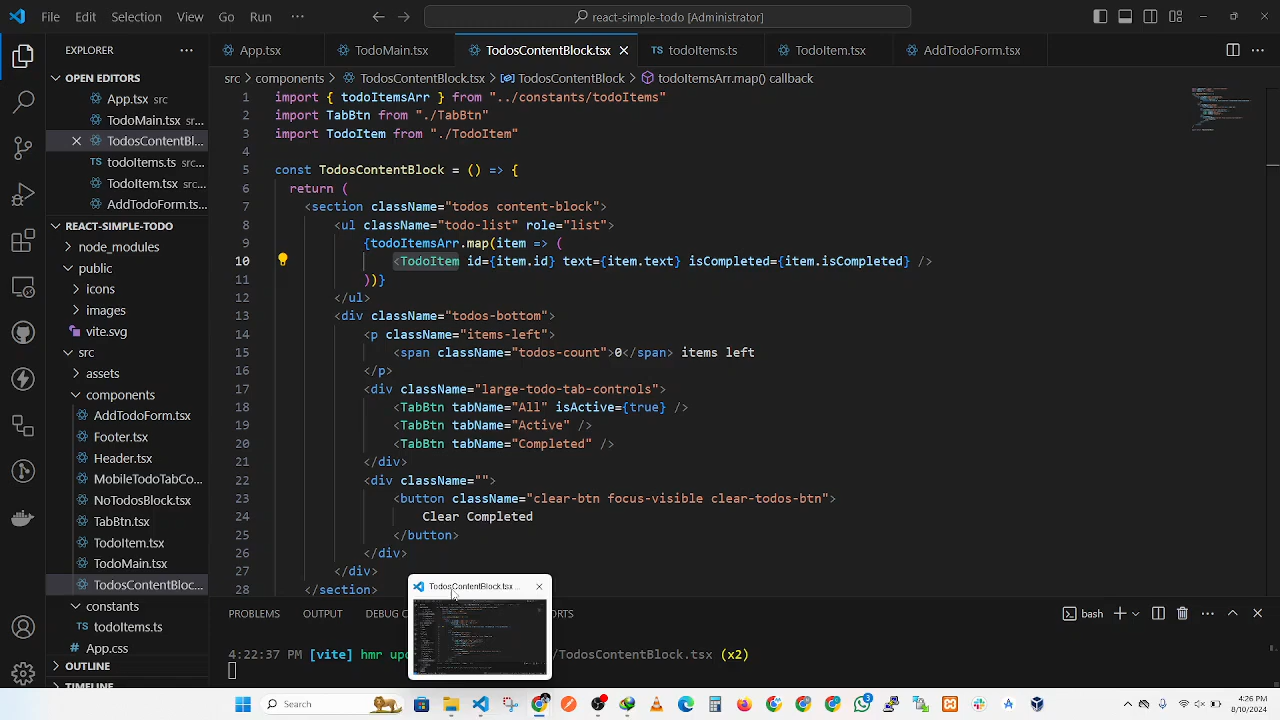 File Edit Selection View Go Run ···
react-simple-todo [Administrator]
EXPLORER
App.tsx
TodoMain.tsx
TodosContentBlock.tsx
TS todoItems.ts
TodoItem.tsx
AddTodoForm.tsx
OPEN EDITORS
App.tsx src
TodoMain.tsx sr...
TodosContentBl...
TS todoItems.ts src...
TodoItem.tsx src...
AddTodoForm.ts...
REACT-SIMPLE-TODO
node_modules
public
icons
images
vite.svg
src
assets
components
AddTodoForm.tsx
Footer.tsx
Header.tsx
MobileTodoTabCo...
NoTodosBlock.tsx
TabBtn.tsx
TodoItem.tsx
TodoMain.tsx
TodosContentBloc...
constants
TS todoItems.ts
# App.css
OUTLINE
TIMELINE
src > components > TodosContentBlock.tsx > TodosContentBlock > todoItemsArr.map() callback
1 import { todoItemsArr } from "../constants/todoItems"
2 import TabBtn from "./TabBtn"
3 import TodoItem from "./TodoItem"
4
5 const TodosContentBlock = () => {
6 return (
7 <section className="todos content-block">
8 <ul className="todo-list" role="list">
9 {todoItemsArr.map(item => (
10 <TodoItem id={item.id} text={item.text} isCompleted={item.isCompleted} />
11 ))}
12 </ul>
13 <div className="todos-bottom">
14 <p className="items-left">
15 <span className="todos-count">0</span> items left
16 </p>
17 <div className="large-todo-tab-controls">
18 <TabBtn tabName="All" isActive={true} />
19 <TabBtn tabName="Active" />
20 <TabBtn tabName="Completed" />
21 </div>
22 <div className="">
23 <button className="clear-btn focus-visible clear-todos-btn">
24 Clear Completed
25 </button>
26 </div>
27 </div>
28 </section>
TodosContentBlock.tsx ...
PROBLEMS OUTPUT DEBUG C
bash
4:22:37 PM [vite] hmr upd
/TodosContentBlock.tsx (x2)
Search
:26 PM
8/10/2024